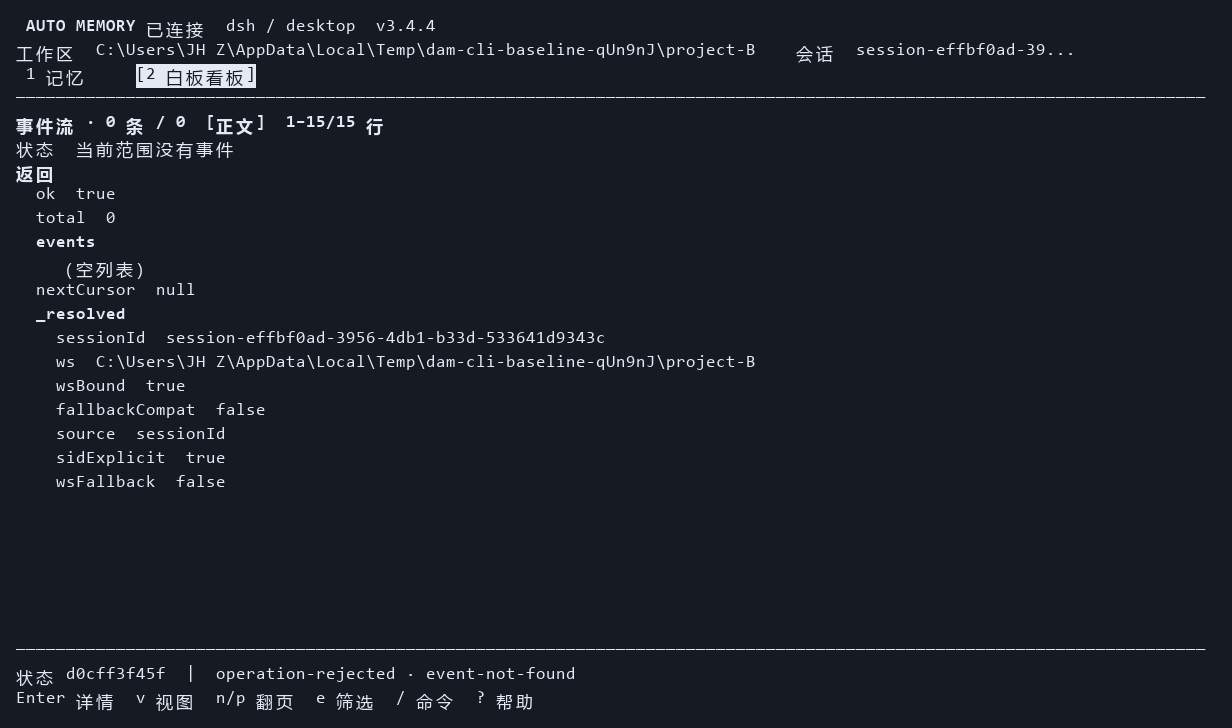 AUTO MEMORY 已连接 dsh / desktop v3.4.4
工作区 C:\Users\JH Z\AppData\Local\Temp\dam-cli-baseline-qUn9nJ\project-B 会话 session-effbf0ad-39...
1 记忆 [2 白板看板]
事件流 · 0 条 / 0 [正文] 1-15/15 行
状态 当前范围没有事件
返回
ok true
total 0
events
(空列表)
nextCursor null
_resolved
sessionId session-effbf0ad-3956-4db1-b33d-533641d9343c
ws C:\Users\JH Z\AppData\Local\Temp\dam-cli-baseline-qUn9nJ\project-B
wsBound true
fallbackCompat false
source sessionId
sidExplicit true
wsFallback false
状态 d0cff3f45f | operation-rejected · event-not-found
Enter 详情 v 视图 n/p 翻页 e 筛选 / 命令 ? 帮助